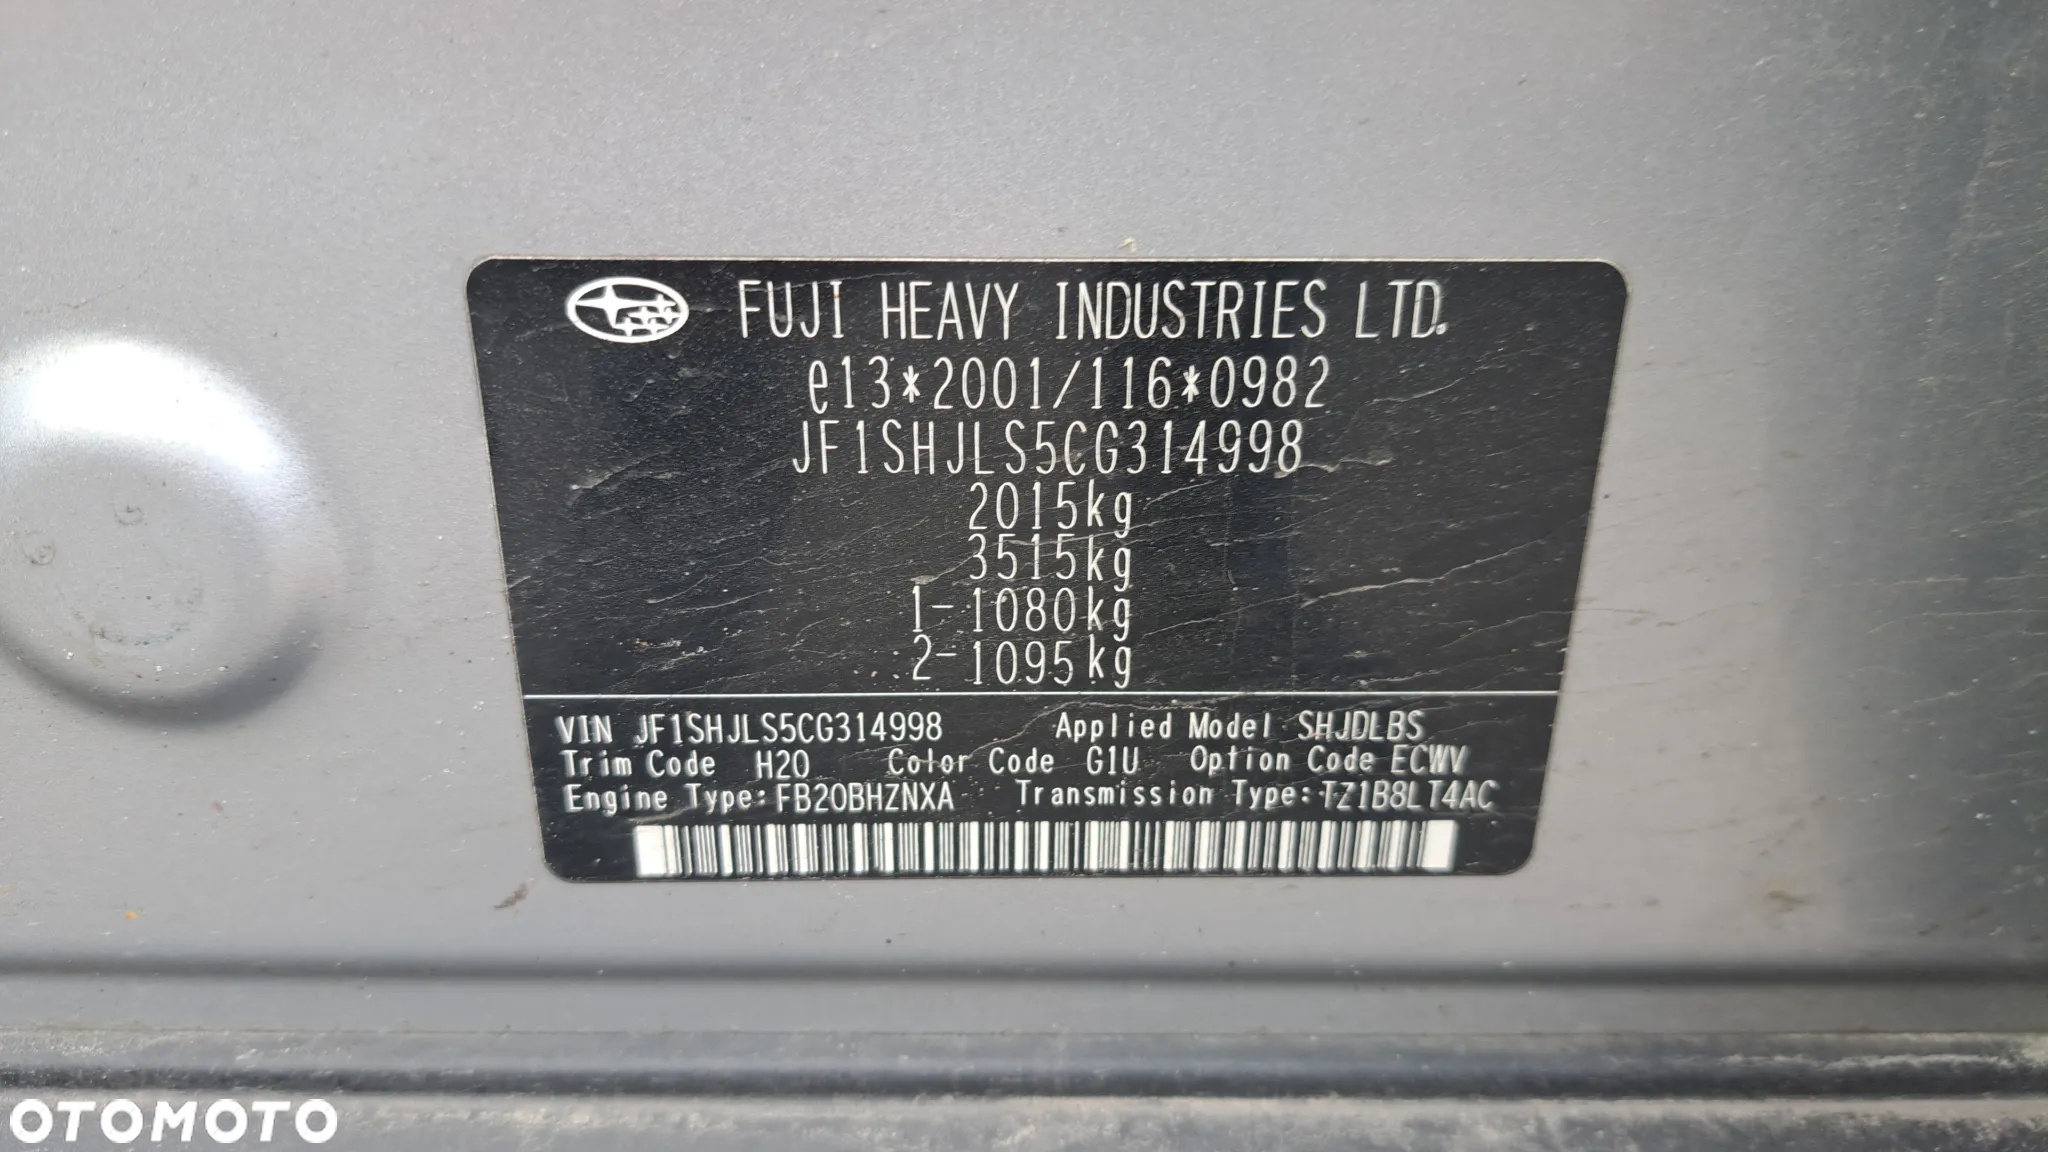 FUJI HEAVY INDUSTRIES LTD.
e13*2001/116*0982
JF1SHJLS5CG314998
2015kg
3515kg
1-1080kg
2-1095kg
VIN JF1SHJLS5CG314998 Applied Model SHJDLBS
Trim Code H20 Color Code G1U Option Code ECWV
Engine Type: FB20BHZNXA Transmission Type: TZ1B8LT4AC
OTOMOTO